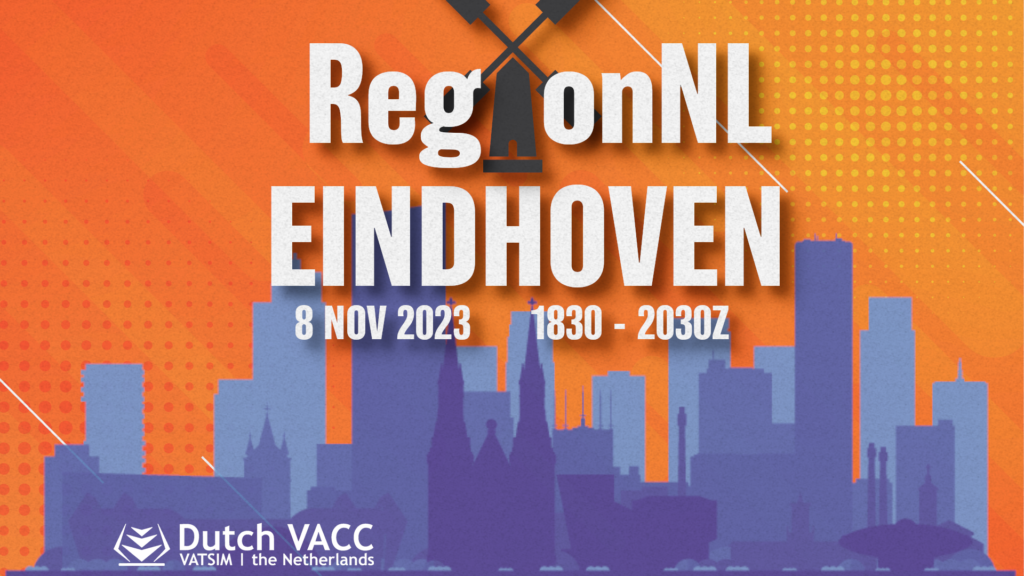 RegionNL
EINDHOVEN
8 NOV 2023 1830 - 2030Z
Dutch VACC
VATSIM | the Netherlands